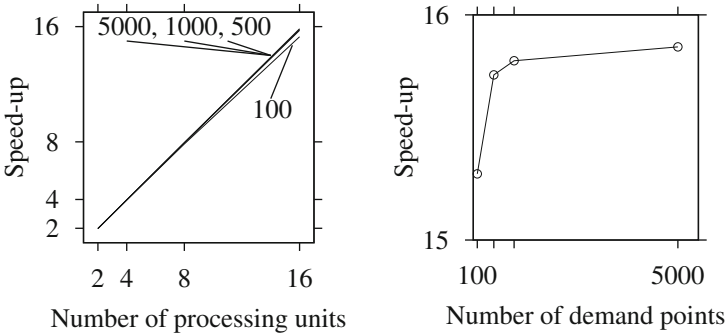 16
5000, 1000, 500
100
8
4
2
Speed-up
2 4 8 16
Number of processing units
16
Speed-up
15
100 5000
Number of demand points